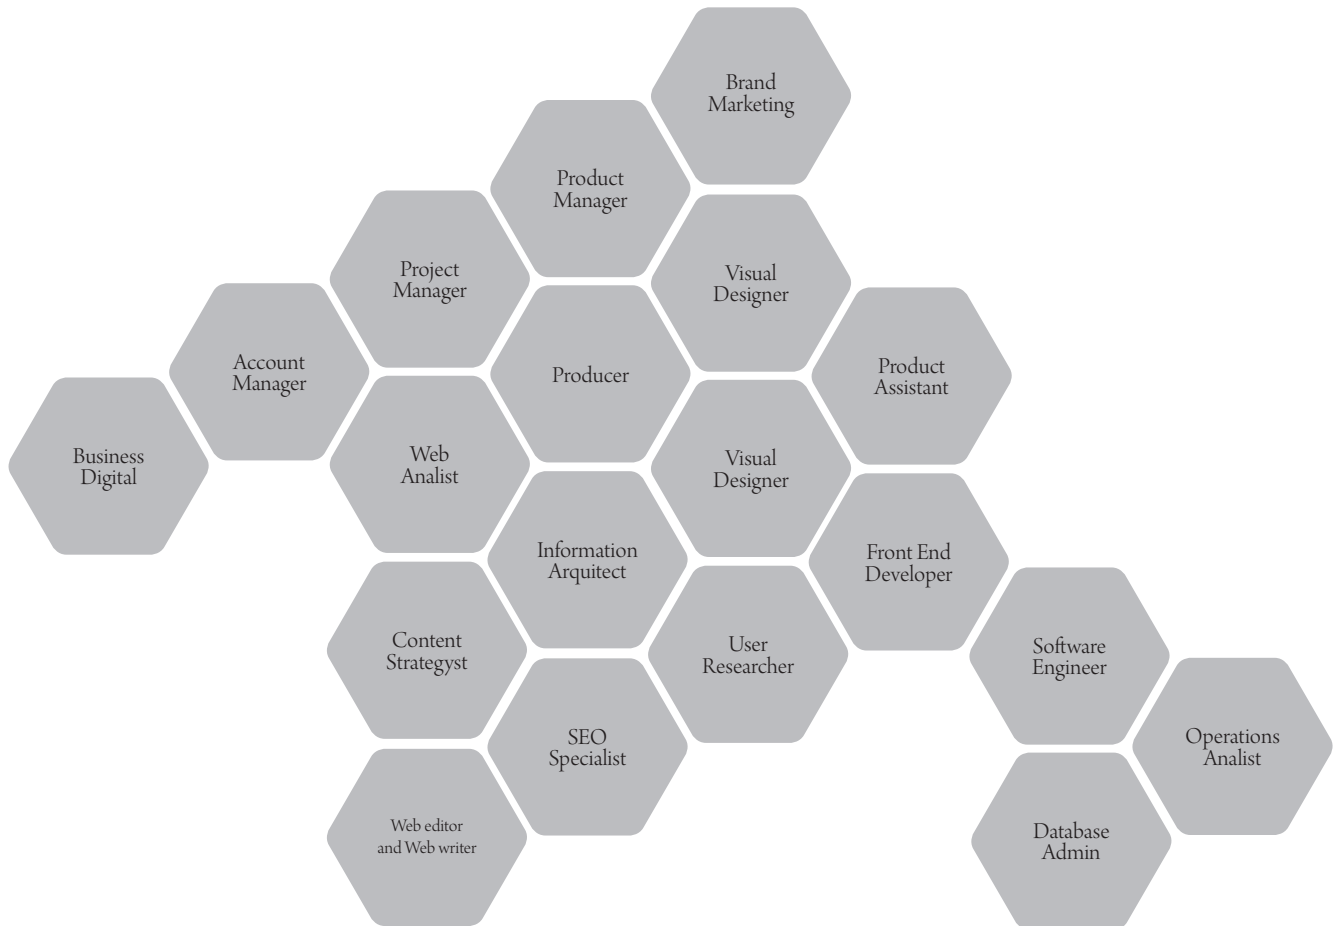 Brand
Marketing
Product
Manager
Project
Manager
Visual
Designer
Account
Manager
Producer
Product
Assistant
Business
Digital
Web
Analist
Visual
Designer
Information
Arquitect
Front End
Developer
Content
Strategyst
User
Researcher
Software
Engineer
SEO
Specialist
Operations
Analist
Web editor
and Web writer
Database
Admin